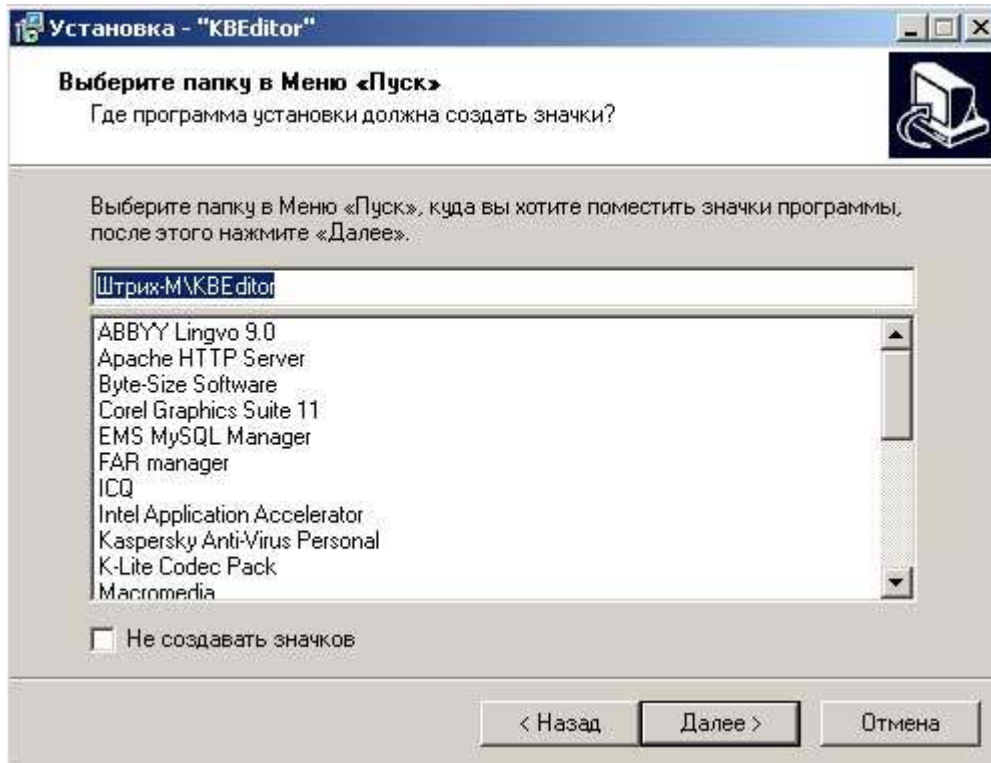 Установка - "KBEditor"
Выберите папку в Меню «Пуск»
Где программа установки должна создать значки?
Выберите папку в Меню «Пуск», куда вы хотите поместить значки программы,
после этого нажмите «Далее».
Штрих-М\KBEditor
ABBYY Lingvo 9.0
Apache HTTP Server
Byte-Size Software
Corel Graphics Suite 11
EMS MySQL Manager
FAR manager
ICQ
Intel Application Accelerator
Kaspersky Anti-Virus Personal
K-Lite Codec Pack
Macromedia
Не создавать значков
< Назад
Далее >
Отмена